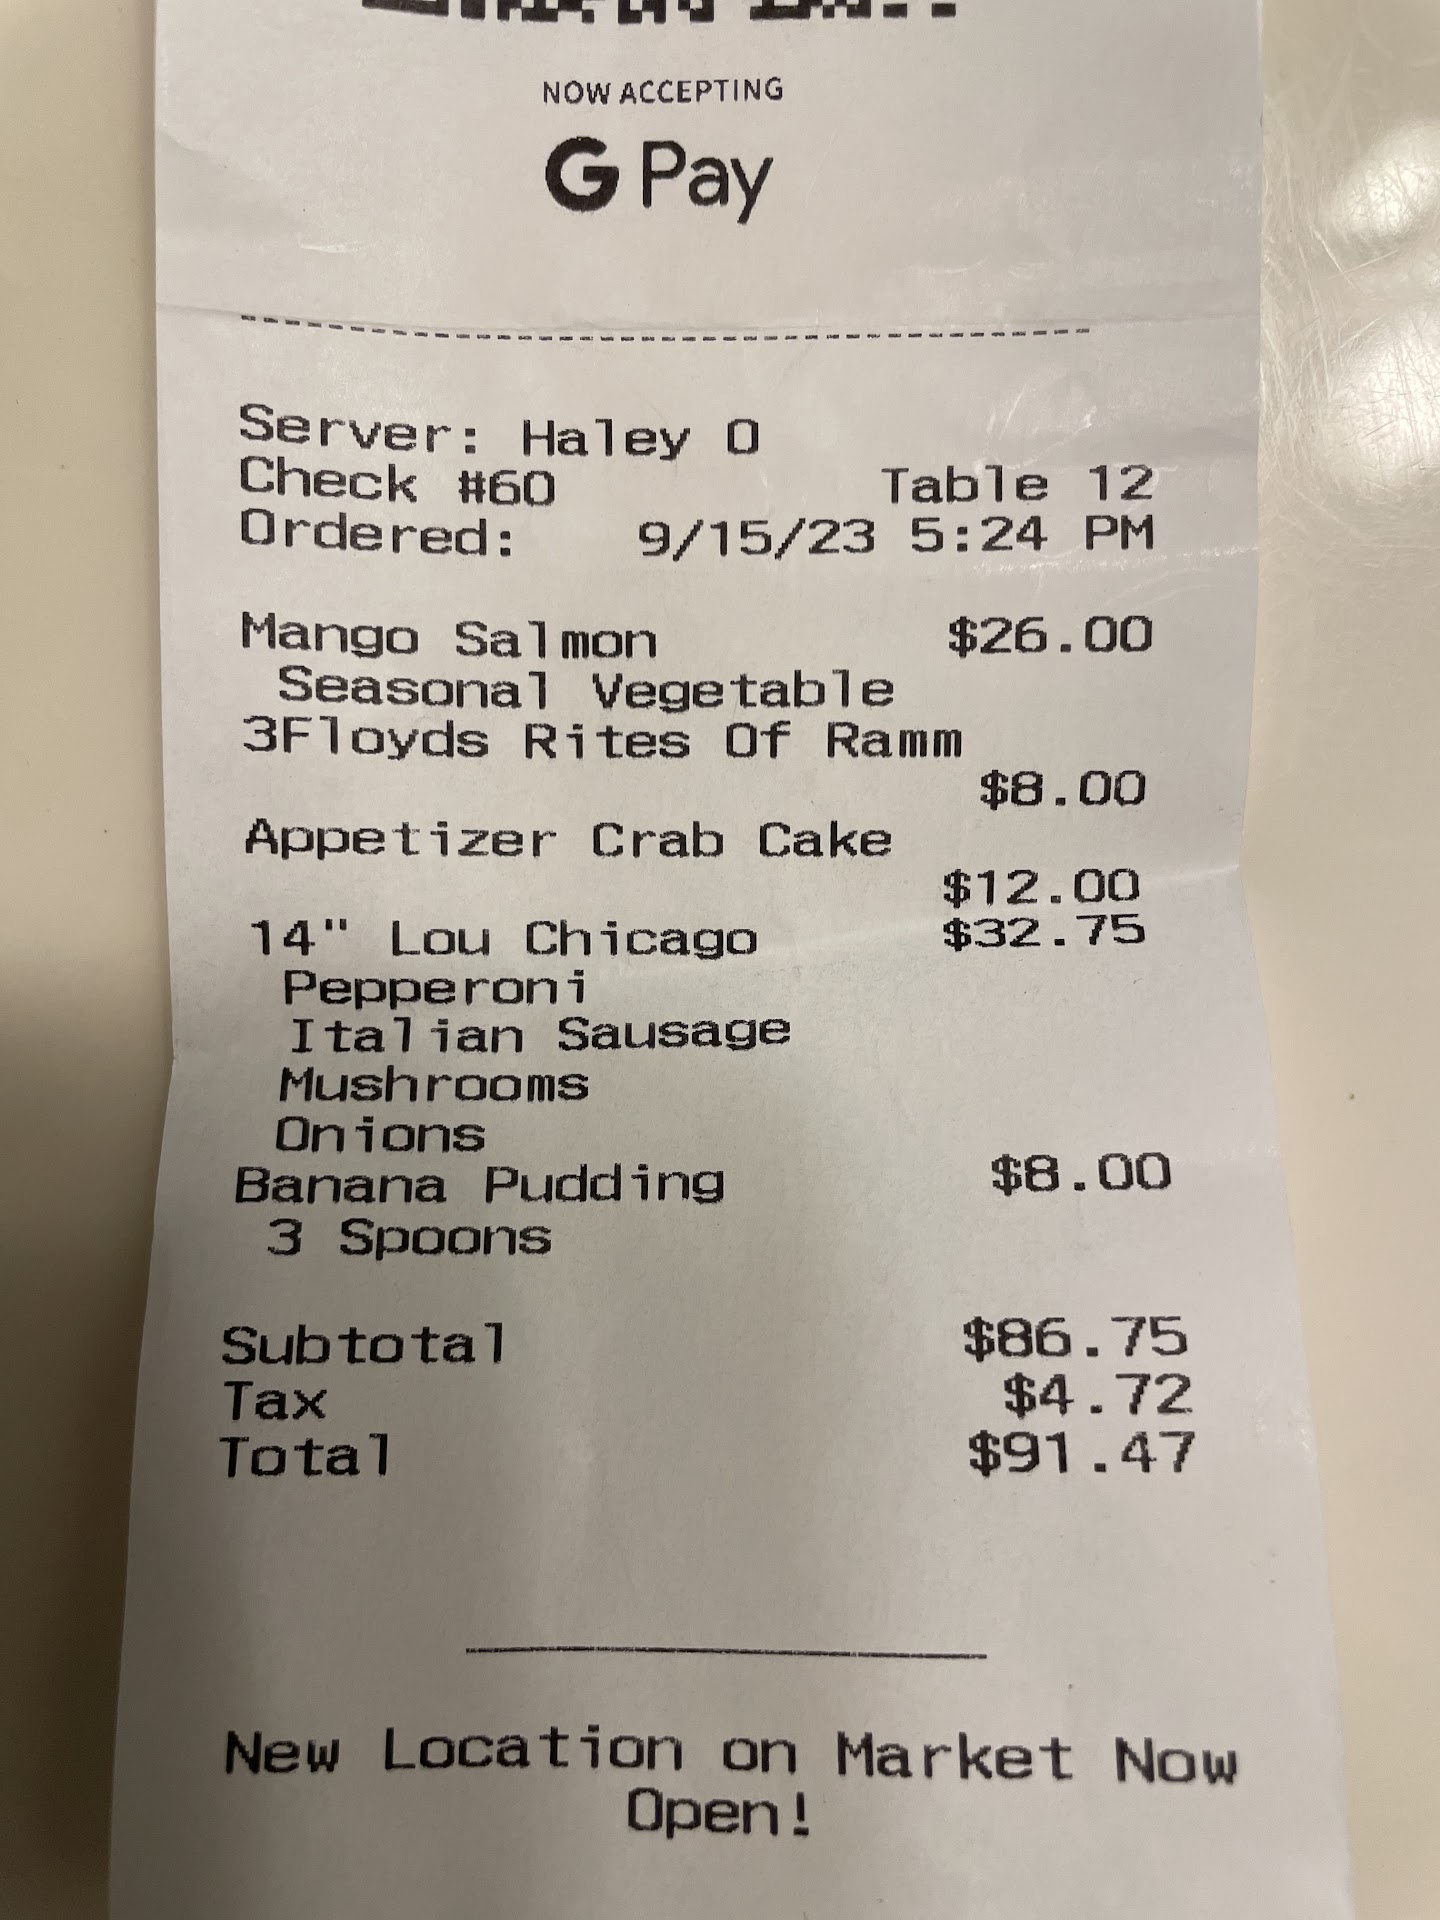 NOW ACCEPTING
G Pay
Server: Haley O
Check #60 Table 12
Ordered: 9/15/23 5:24 PM
Mango Salmon $26.00
Seasonal Vegetable
3Floyds Rites Of Ramm
$8.00
Appetizer Crab Cake
$12.00
14" Lou Chicago $32.75
Pepperoni
Italian Sausage
Mushrooms
Onions
Banana Pudding $8.00
3 Spoons
Subtotal $86.75
Tax $4.72
Total $91.47
New Location on Market Now
Open!